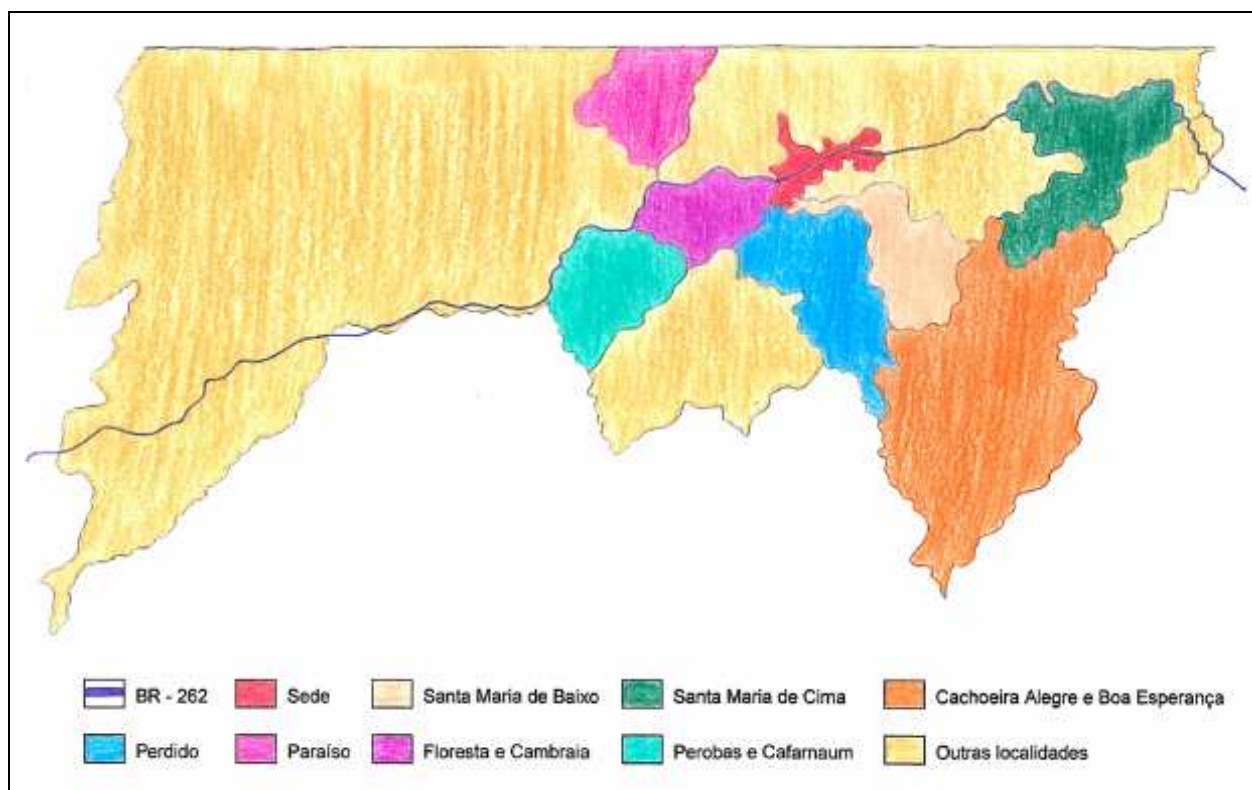 BR - 262 Sede Santa Maria de Baixo Santa Maria de Cima Cachoeira Alegre e Boa Esperança
Perdido Paraíso Floresta e Cambraia Perobas e Cafarnaum Outras localidades